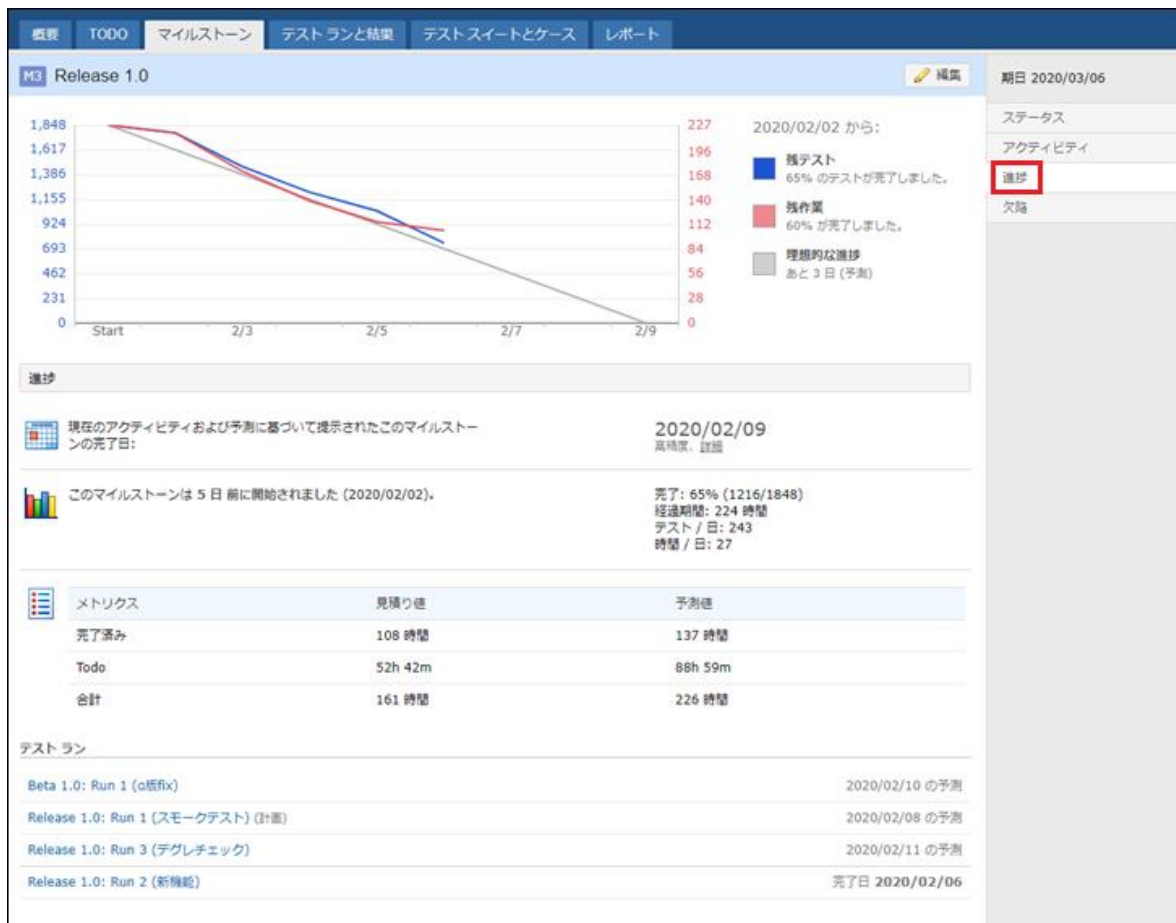 概要 TODO マイルストーン テスト ランと結果 テスト スイートとケース レポート
M3 Release 1.0 編集
期日 2020/03/06
ステータス
アクティビティ
進捗
欠陥
1,848
1,617
1,386
1,155
924
693
462
231
0
Start 2/3 2/5 2/7 2/9
227
196
168
140
112
84
56
28
0
2020/02/02 から:
残テスト
65% のテストが完了しました。
残作業
60% が完了しました。
理想的な進捗
あと 3 日 (予測)
進捗
現在のアクティビティおよび予測に基づいて提示されたこのマイルストー
ンの完了日:
2020/02/09
高精度、詳細
このマイルストーンは 5 日 前に開始されました (2020/02/02)。
完了: 65% (1216/1848)
経過期間: 224 時間
テスト / 日: 243
時間 / 日: 27
メトリクス 見積り値 予測値
完了済み 108 時間 137 時間
Todo 52h 42m 88h 59m
合計 161 時間 226 時間
テスト ラン
Beta 1.0: Run 1 (α版fix) 2020/02/10 の予測
Release 1.0: Run 1 (スモークテスト) (計画) 2020/02/08 の予測
Release 1.0: Run 3 (デグレチェック) 2020/02/11 の予測
Release 1.0: Run 2 (新機能) 完了日 2020/02/06